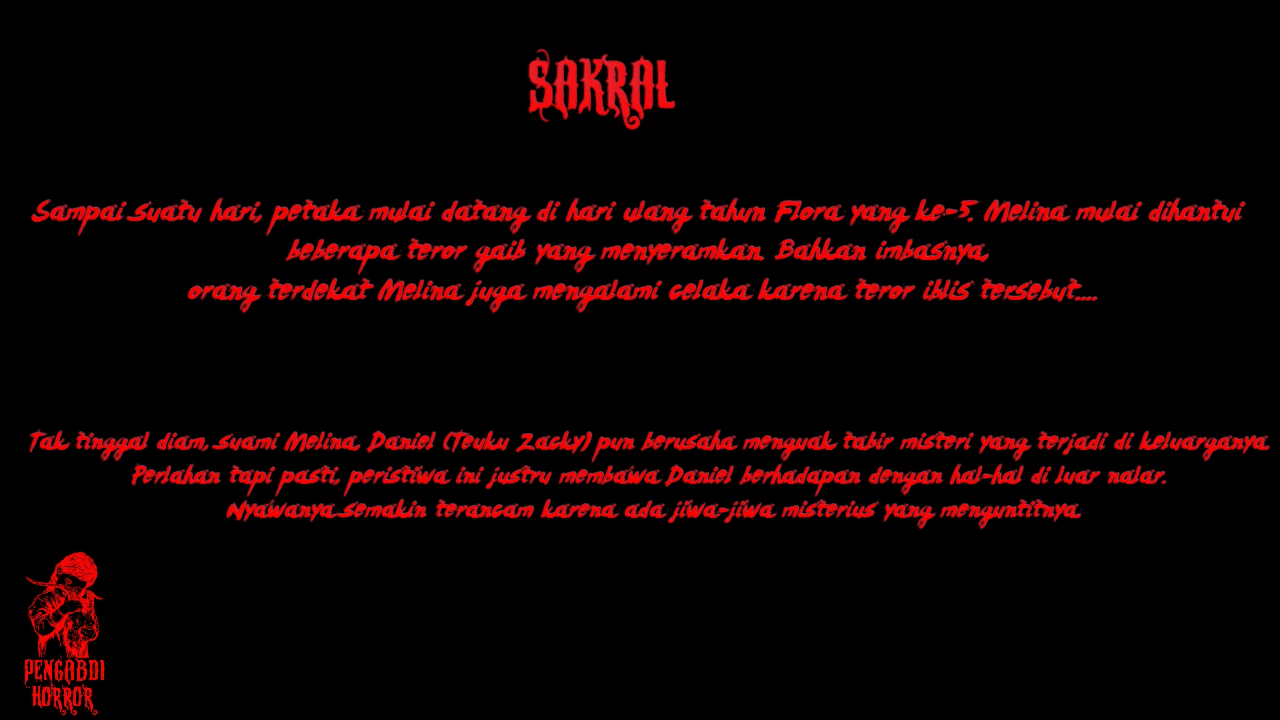 SAKRAL
Sampai suatu hari, petaka mulai datang di hari ulang tahun Flora yang ke-5. Melina mulai dihantui
beberapa teror gaib yang menyeramkan. Bahkan imbasnya,
orang terdekat Melina juga mengalami celaka karena teror iblis tersebut....
Tak tinggal diam, suami Melina, Daniel (Teuku Zacky) pun berusaha menguak tabir misteri yang terjadi di keluarganya.
Perlahan tapi pasti, peristiwa ini justru membawa Daniel berhadapan dengan hal-hal di luar nalar.
Nyawanya semakin terancam karena ada jiwa-jiwa misterius yang menguntitnya.
PENGABDI
HORROR